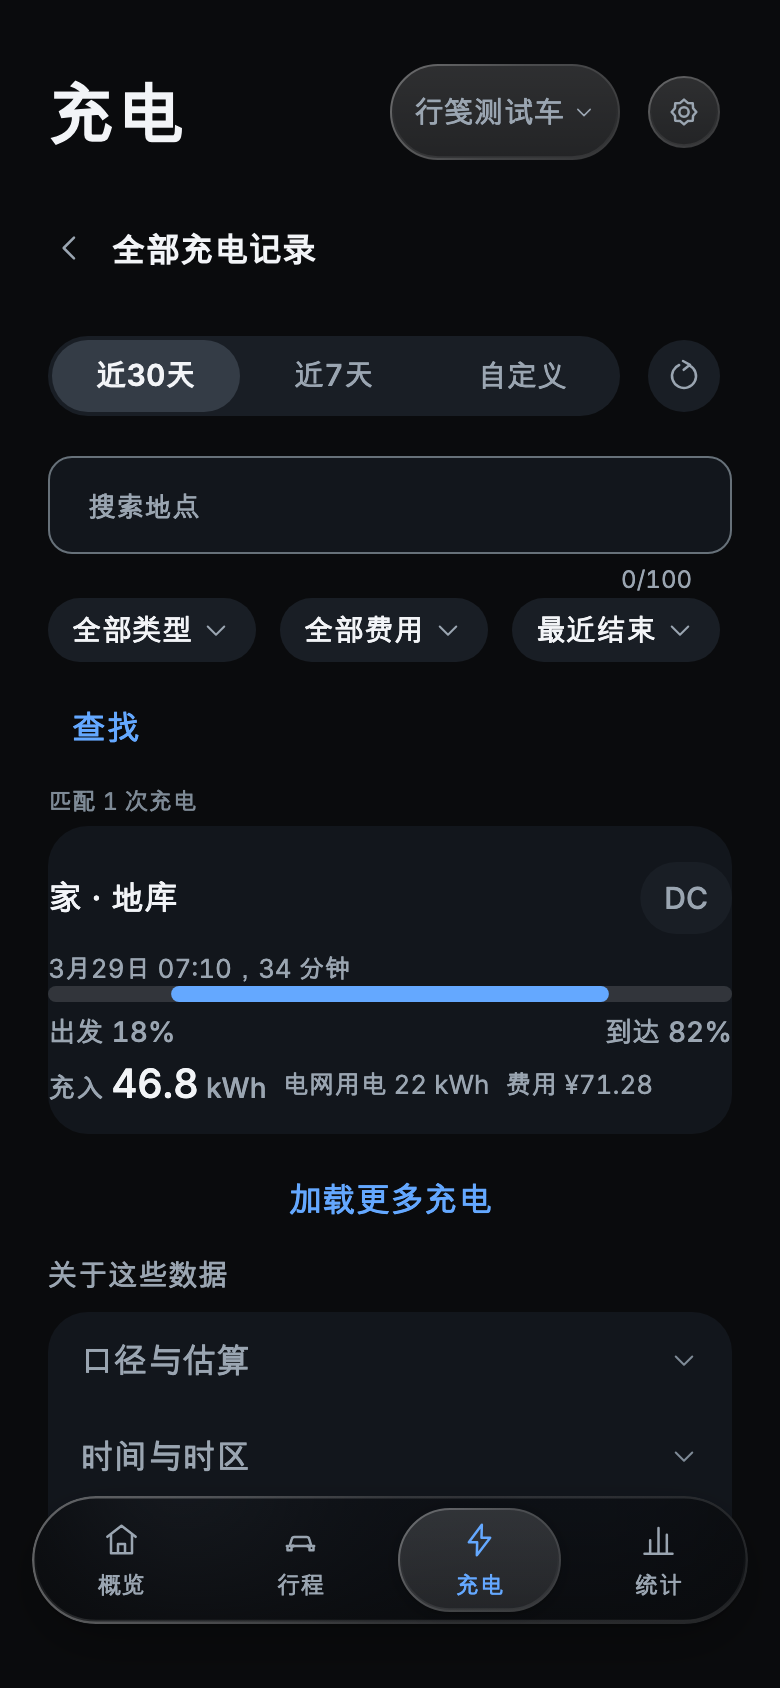 充电
行笺测试车
全部充电记录
近30天 近7天 自定义
搜索地点
0/100
全部类型 全部费用 最近结束
查找
匹配 1 次充电
家 · 地库 DC
3月29日 07:10，34 分钟
出发 18% 到达 82%
充入 46.8 kWh 电网用电 22 kWh 费用 ¥71.28
加载更多充电
关于这些数据
口径与估算
时间与时区
概览 行程 充电 统计